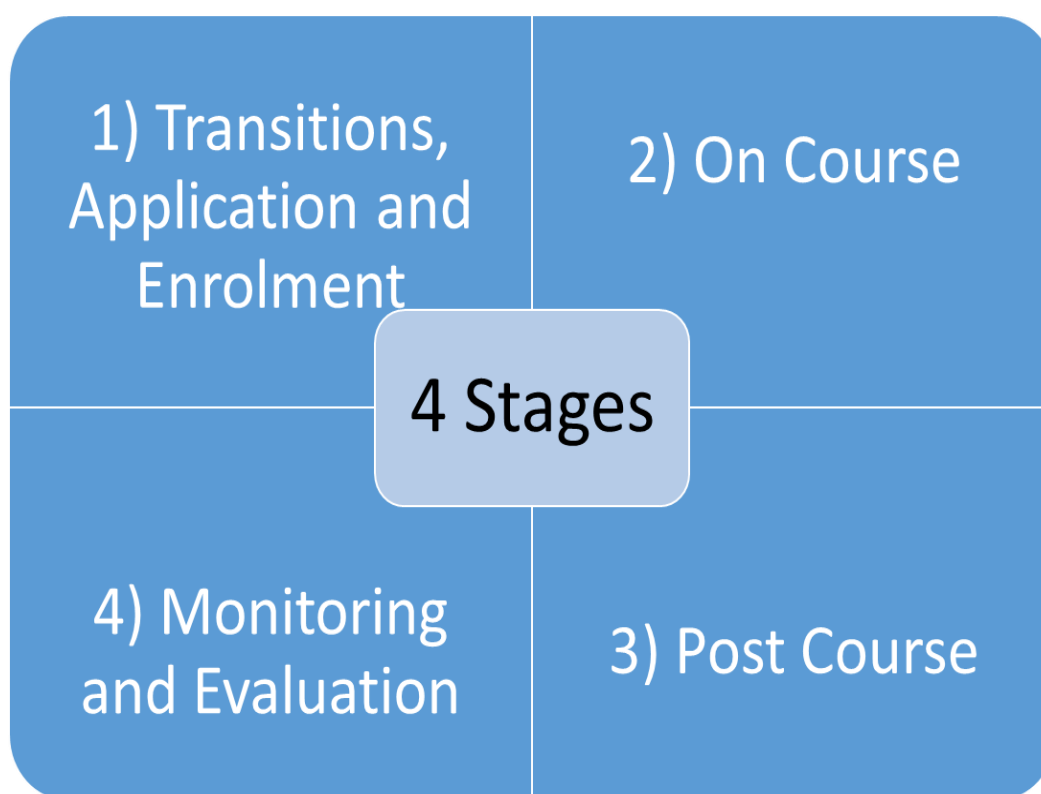 1) Transitions,
Application and
Enrolment
2) On Course
4 Stages
4) Monitoring
and Evaluation
3) Post Course